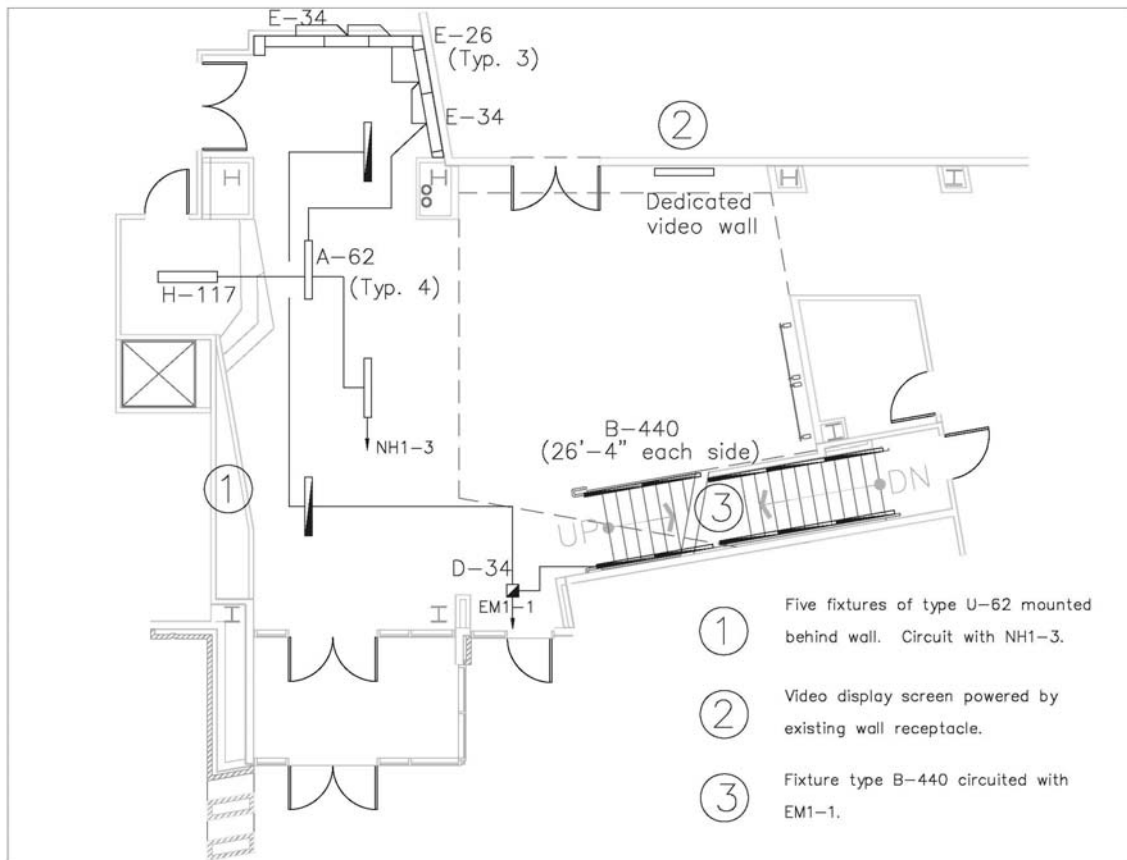 E-34
E-26
(Typ. 3)
E-34
2
Dedicated
video wall
A-62
(Typ. 4)
H-117
NH1-3
B-440
(26'-4" each side)
1
3
UP
DN
D-34
EM1-1
1
Five fixtures of type U-62 mounted
behind wall. Circuit with NH1-3.
2
Video display screen powered by
existing wall receptacle.
3
Fixture type B-440 circuited with
EM1-1.